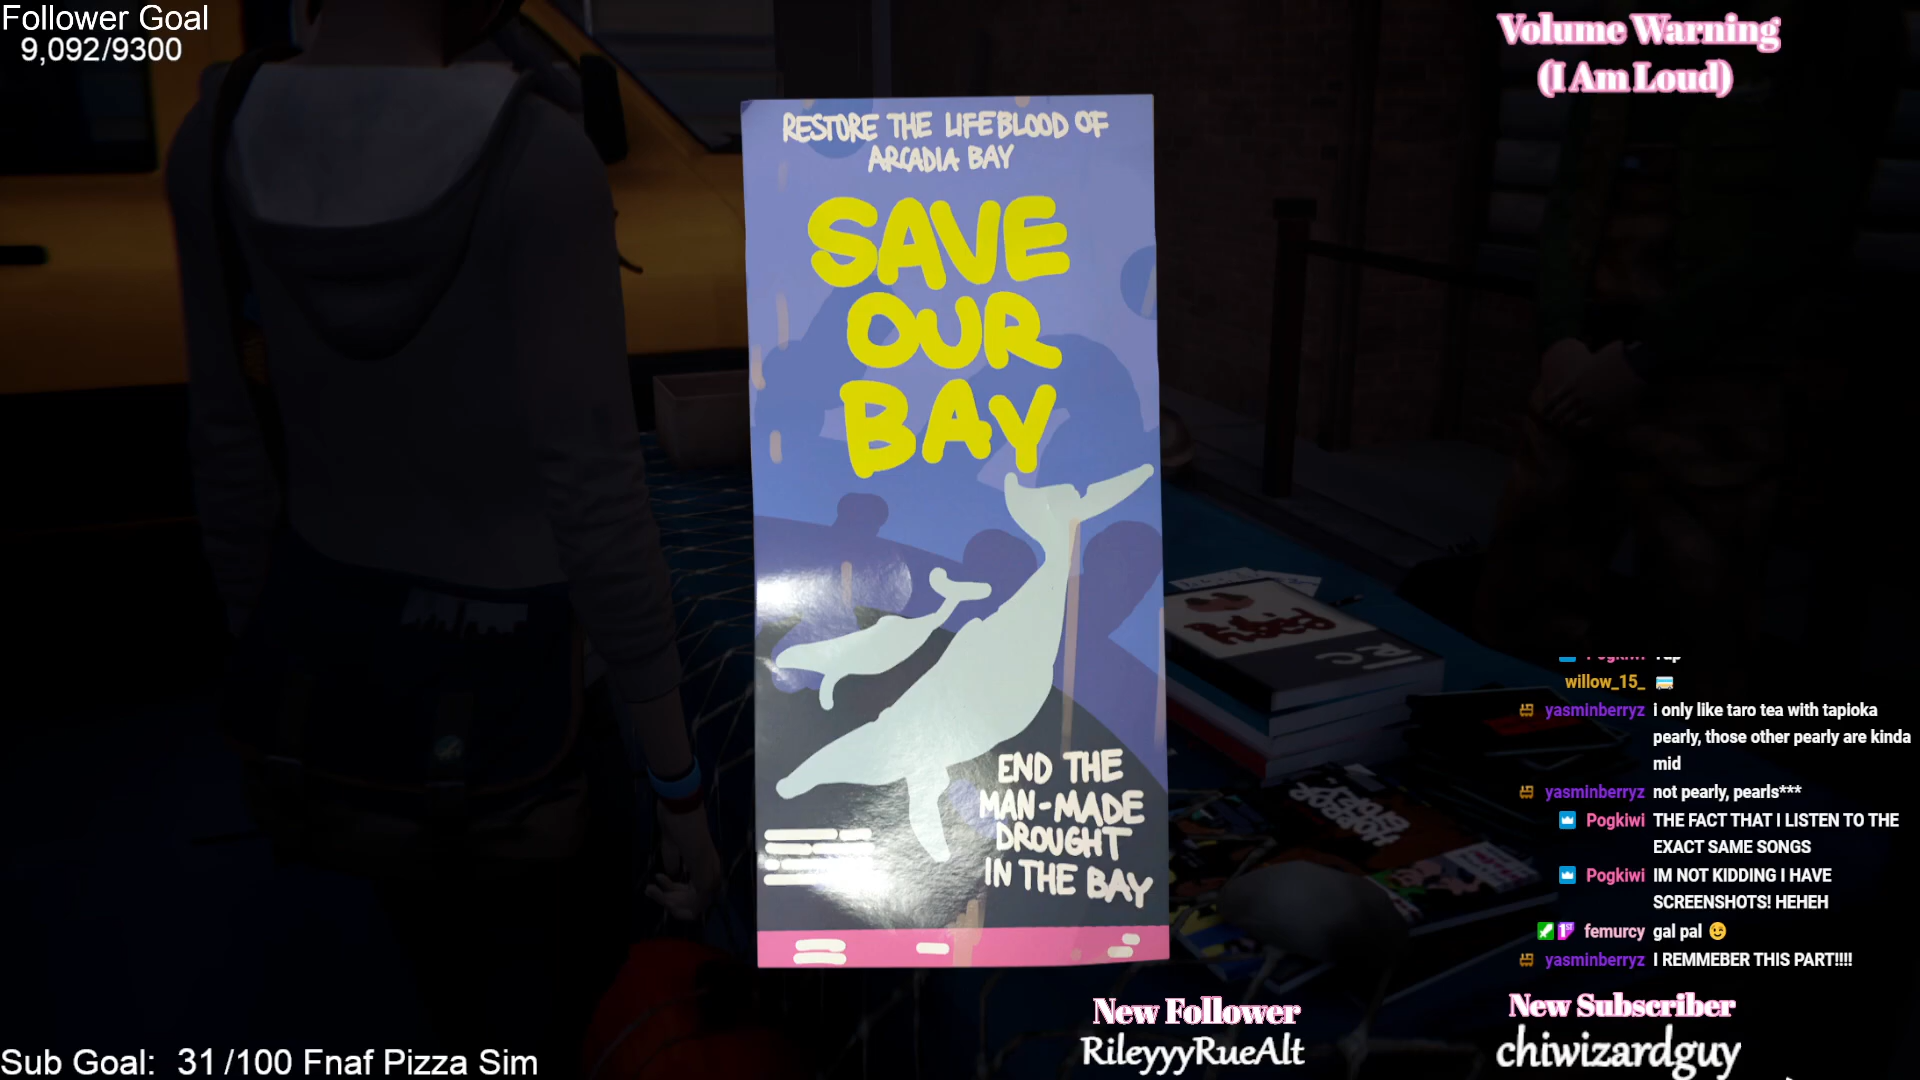 Follower Goal
9,092/9300
Volume Warning
(I Am Loud)
RESTORE THE LIFEBLOOD OF
ARCADIA BAY
SAVE
OUR
BAY
END THE
MAN-MADE
DROUGHT
IN THE BAY
willow_15_
yasminberryz i only like taro tea with tapioka
pearly, those other pearly are kinda
mid
yasminberryz not pearly, pearls***
Pogkiwi THE FACT THAT I LISTEN TO THE
EXACT SAME SONGS
Pogkiwi IM NOT KIDDING I HAVE
SCREENSHOTS! HEHEH
femurcy gal pal 😉
yasminberryz I REMMEBER THIS PART!!!!
New Follower
RileyyyRueAlt
New Subscriber
chiwizardguy
Sub Goal: 31/100 Fnaf Pizza Sim